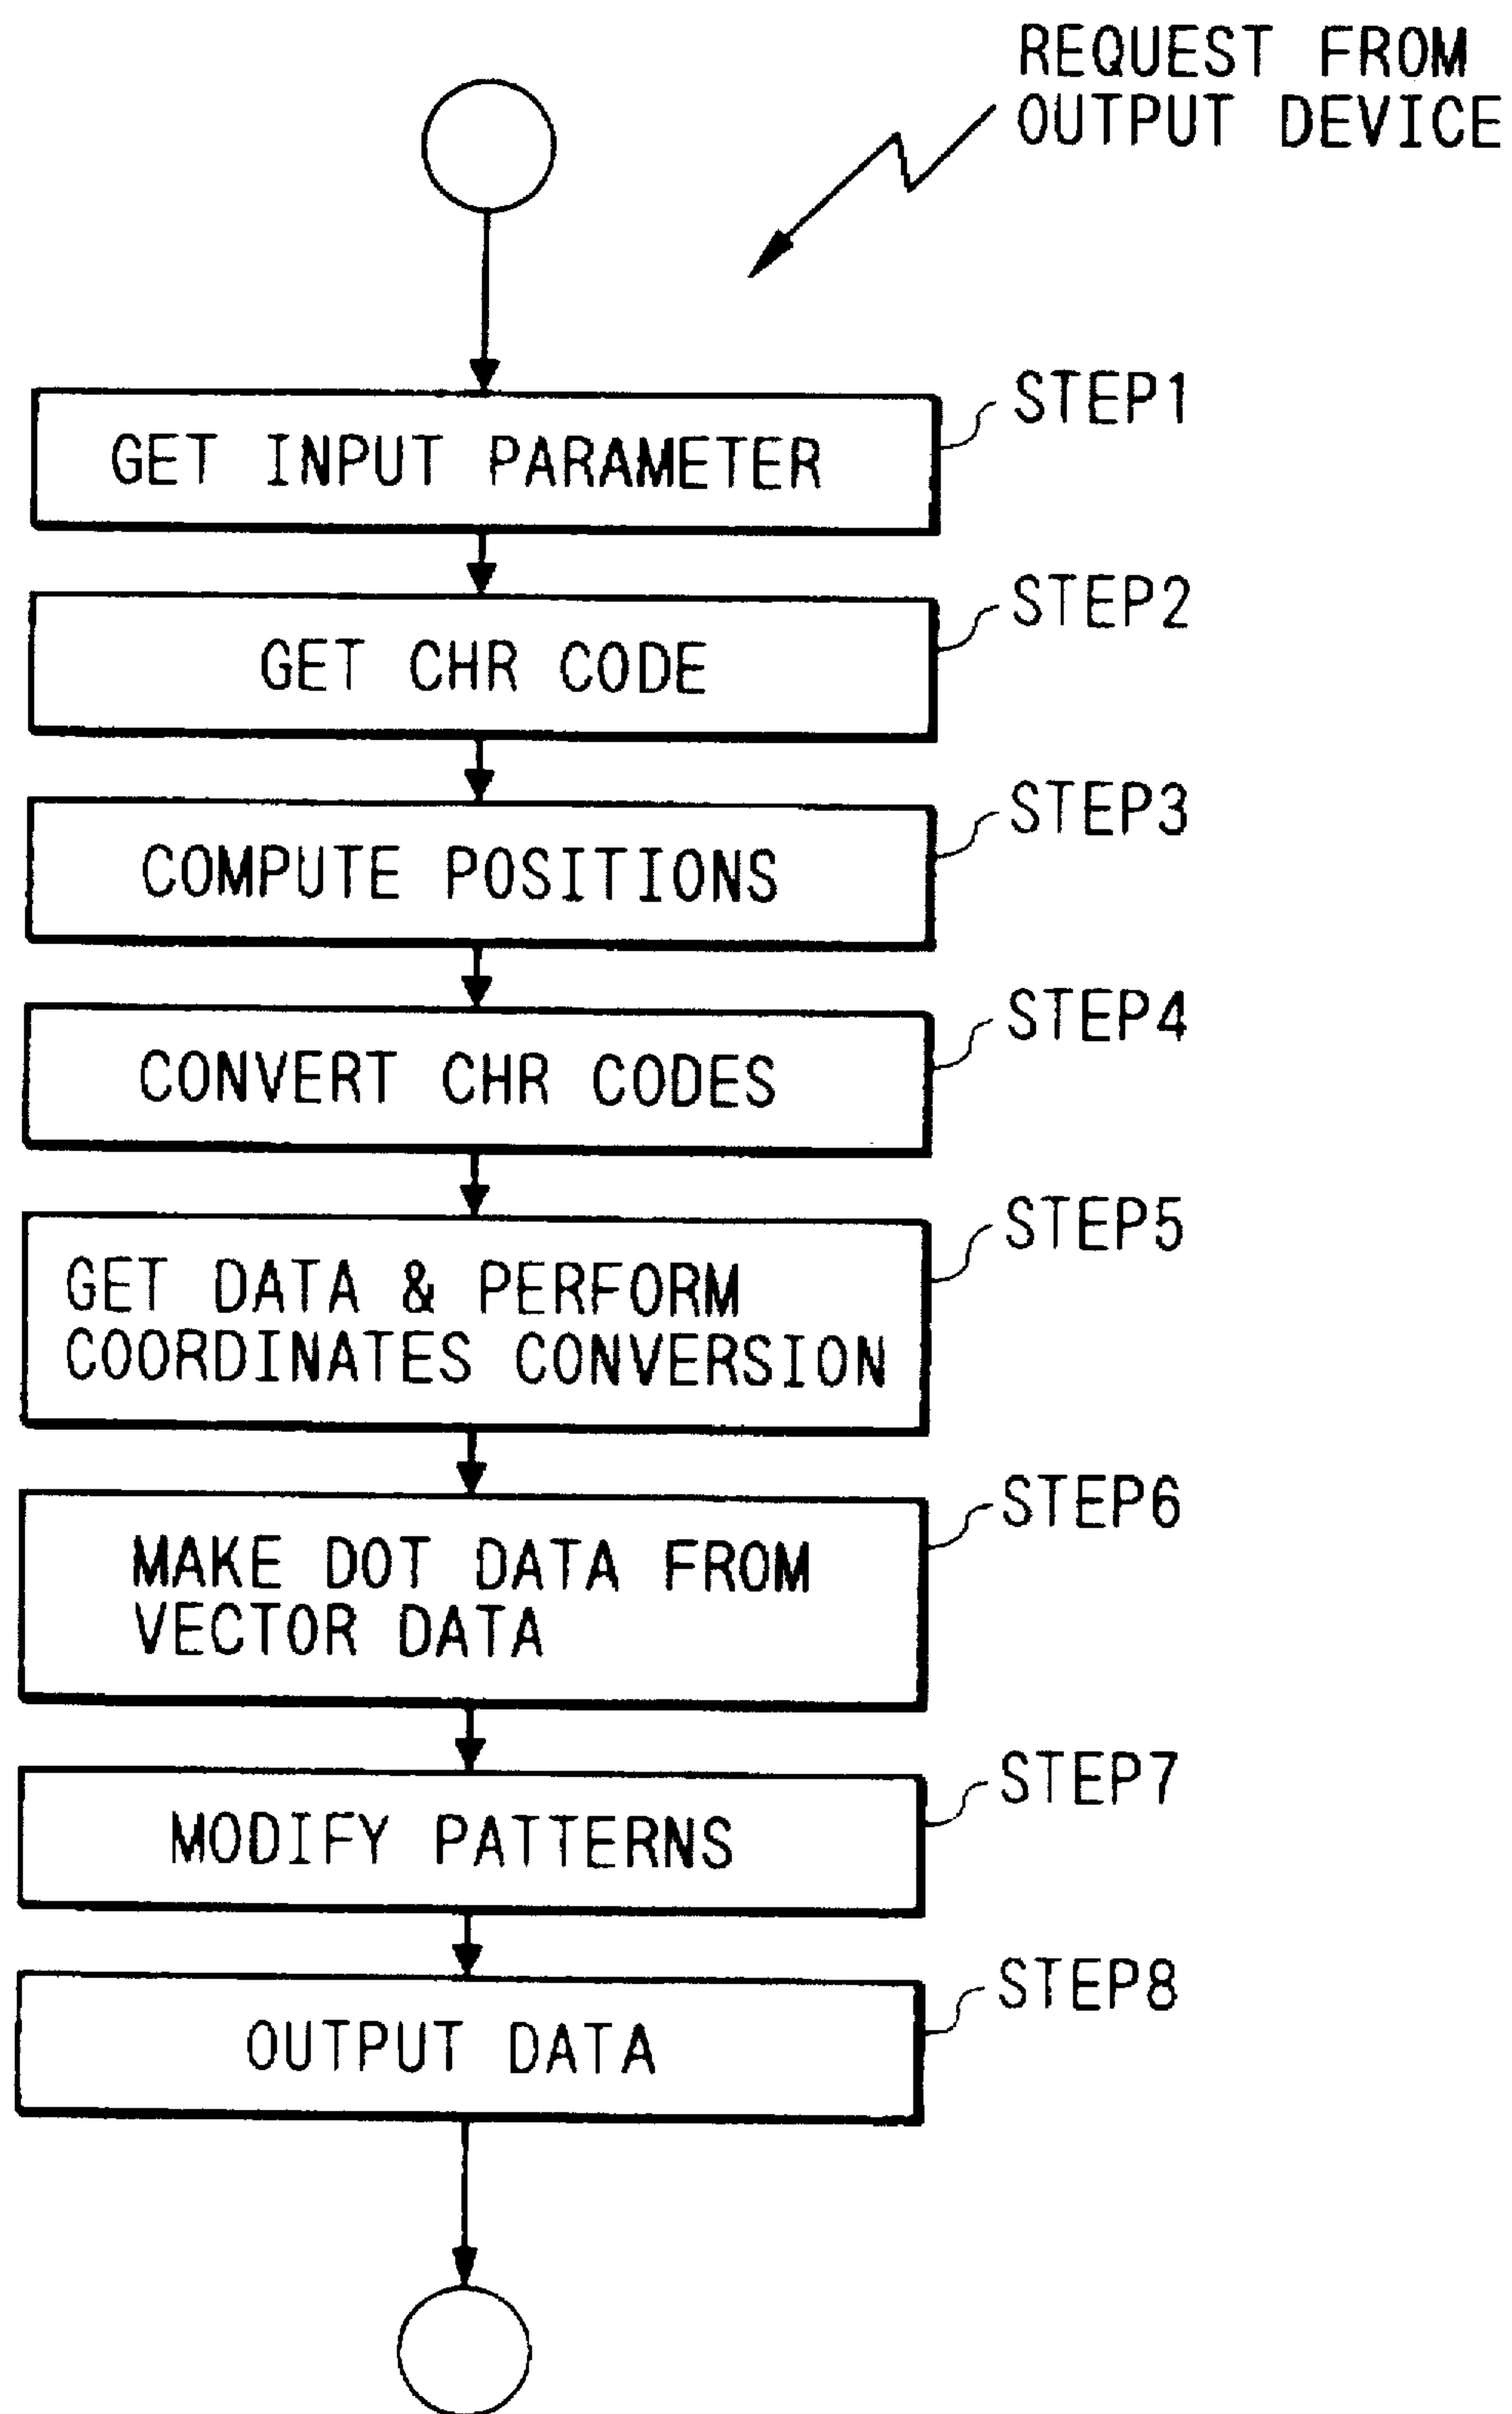 REQUEST FROM
OUTPUT DEVICE
GET INPUT PARAMETER
STEP1
GET CHR CODE
STEP2
COMPUTE POSITIONS
STEP3
CONVERT CHR CODES
STEP4
GET DATA & PERFORM
COORDINATES CONVERSION
STEP5
MAKE DOT DATA FROM
VECTOR DATA
STEP6
MODIFY PATTERNS
STEP7
OUTPUT DATA
STEP8